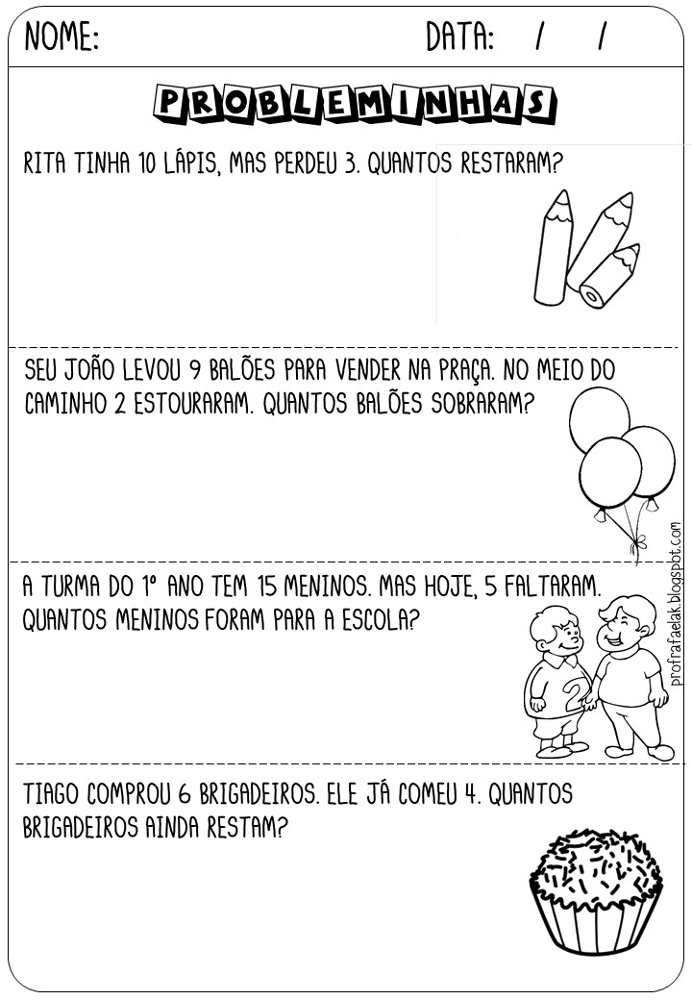 NOME: DATA: / /
PROBLEMINHAS
RITA TINHA 10 LÁPIS, MAS PERDEU 3. QUANTOS RESTARAM?
SEU JOÃO LEVOU 9 BALÕES PARA VENDER NA PRAÇA. NO MEIO DO
CAMINHO 2 ESTOURARAM. QUANTOS BALÕES SOBRARAM?
A TURMA DO 1º ANO TEM 15 MENINOS. MAS HOJE, 5 FALTARAM.
QUANTOS MENINOS FORAM PARA A ESCOLA?
2
TIAGO COMPROU 6 BRIGADEIROS. ELE JÁ COMEU 4. QUANTOS
BRIGADEIROS AINDA RESTAM?
profrafaelak.blogspot.com